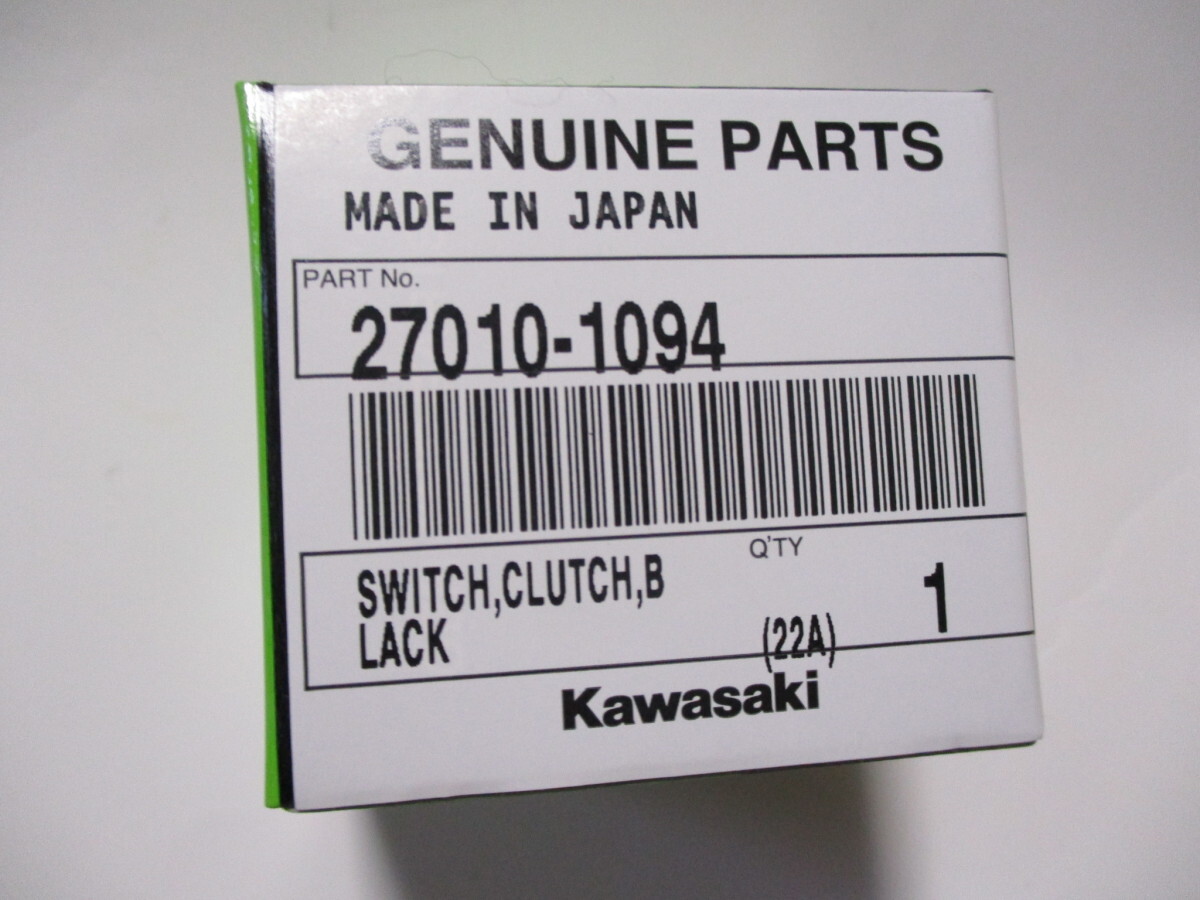 GENUINE PARTS
MADE IN JAPAN
PART No.
27010-1094
Q'TY
SWITCH,CLUTCH,B
LACK
(22A)
1
Kawasaki